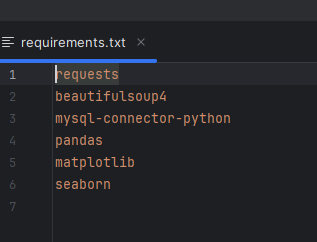 requirements.txt
1 requests
2 beautifulsoup4
3 mysql-connector-python
4 pandas
5 matplotlib
6 seaborn
7